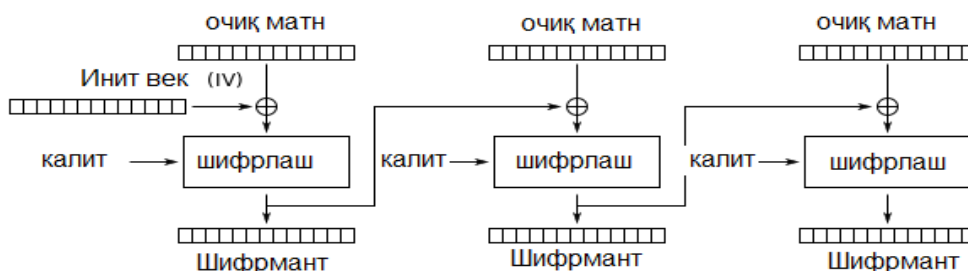 очиқ матн очиқ матн очиқ матн
Инит век (IV)
калит шифрлаш калит шифрлаш калит шифрлаш
Шифрмант Шифрмант Шифрмант